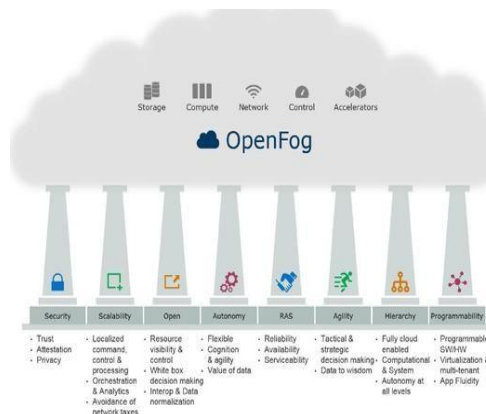 Storage Compute Network Control Accelerators
OpenFog
Security Scalability Open Autonomy RAS Agility Hierarchy Programmability
• Trust
• Attestation
• Privacy
• Localized
command,
control &
processing
• Orchestration
& Analytics
• Avoidance of
network taxes
• Resource
visibility &
control
• White box
decision making
• Interop & Data
normalization
• Flexible
• Cognition
& agility
• Value of data
• Reliability
• Availability
• Serviceability
• Tactical &
strategic
decision making
• Data to wisdom
• Fully cloud
enabled
• Computational
& System
• Autonomy at
all levels
• Programmable
SW/HW
• Virtualization &
multi-tenant
• App Fluidity